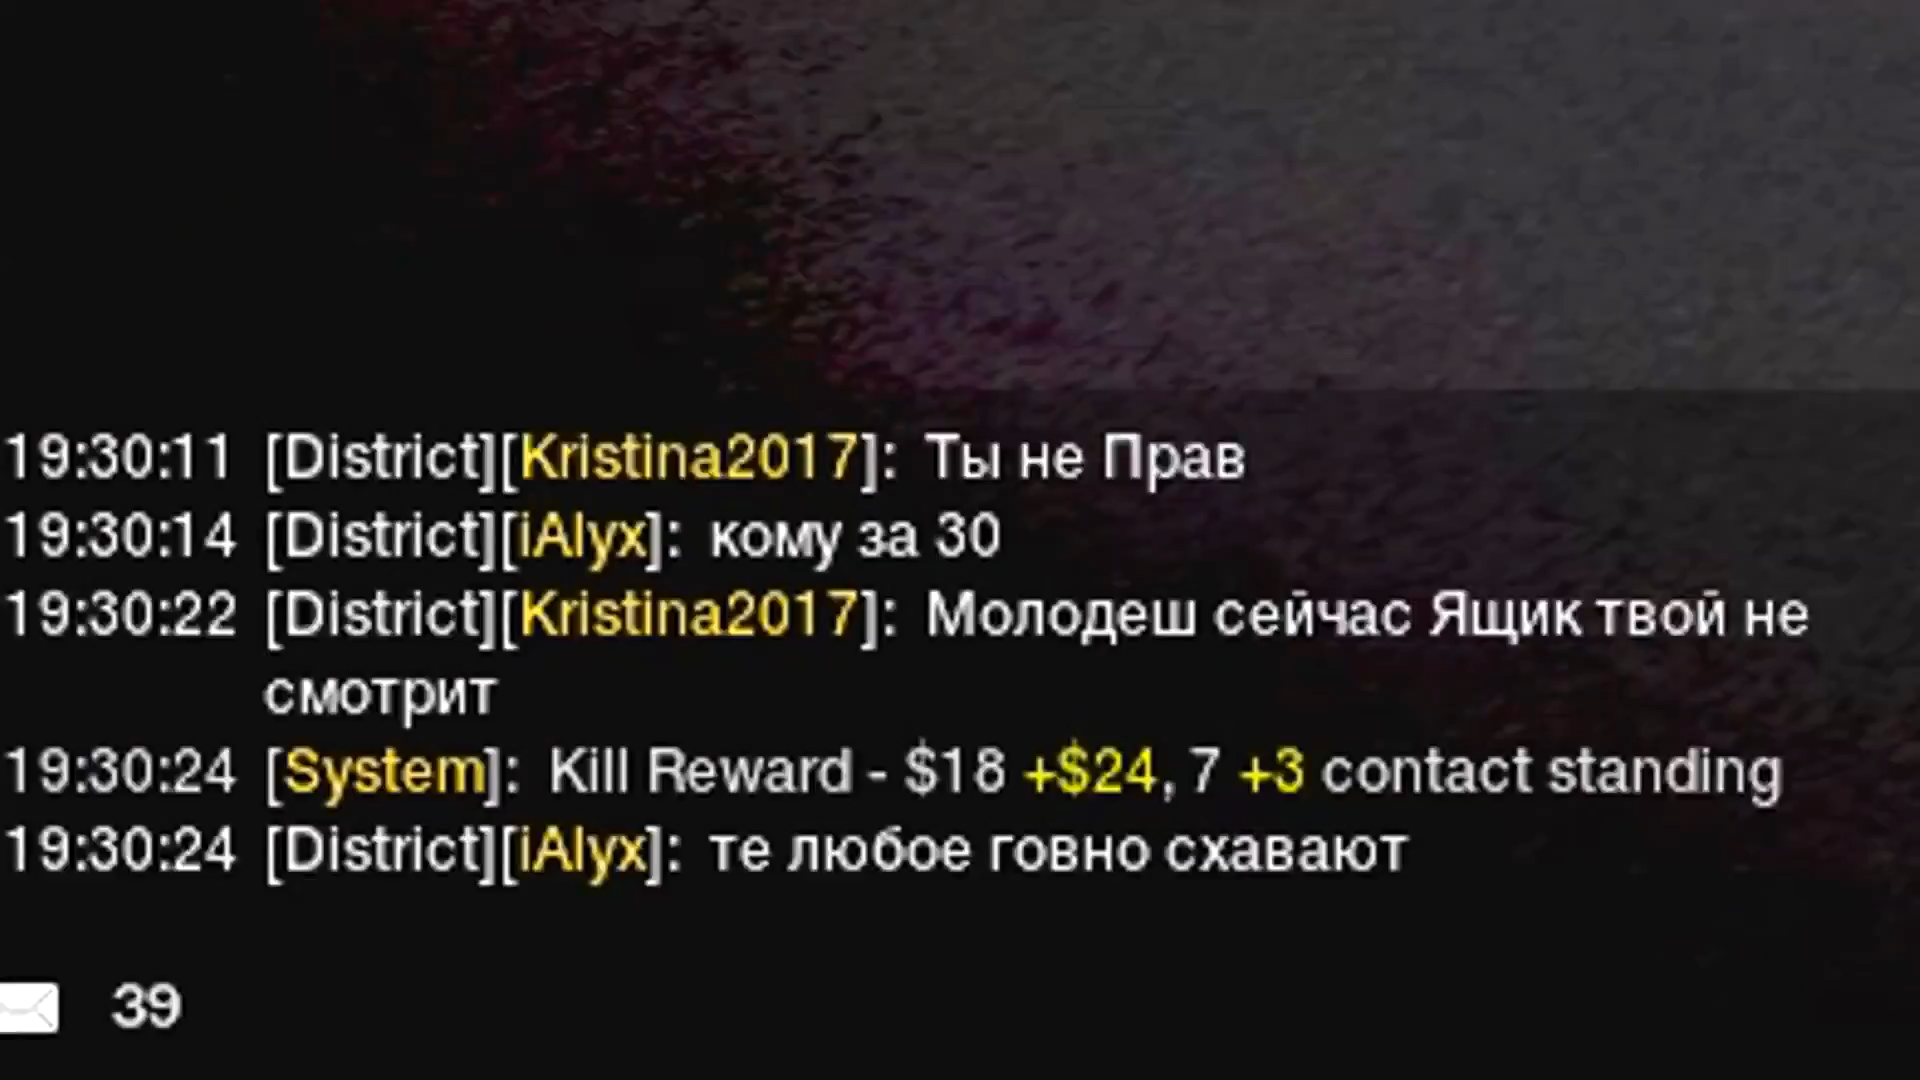 19:30:11 [District][Kristina2017]: Ты не Прав
19:30:14 [District][iAlyx]: кому за 30
19:30:22 [District][Kristina2017]: Молодеш сейчас Ящик твой не
смотрит
19:30:24 [System]: Kill Reward - $18 +$24, 7 +3 contact standing
19:30:24 [District][iAlyx]: те любое говно схавают
39